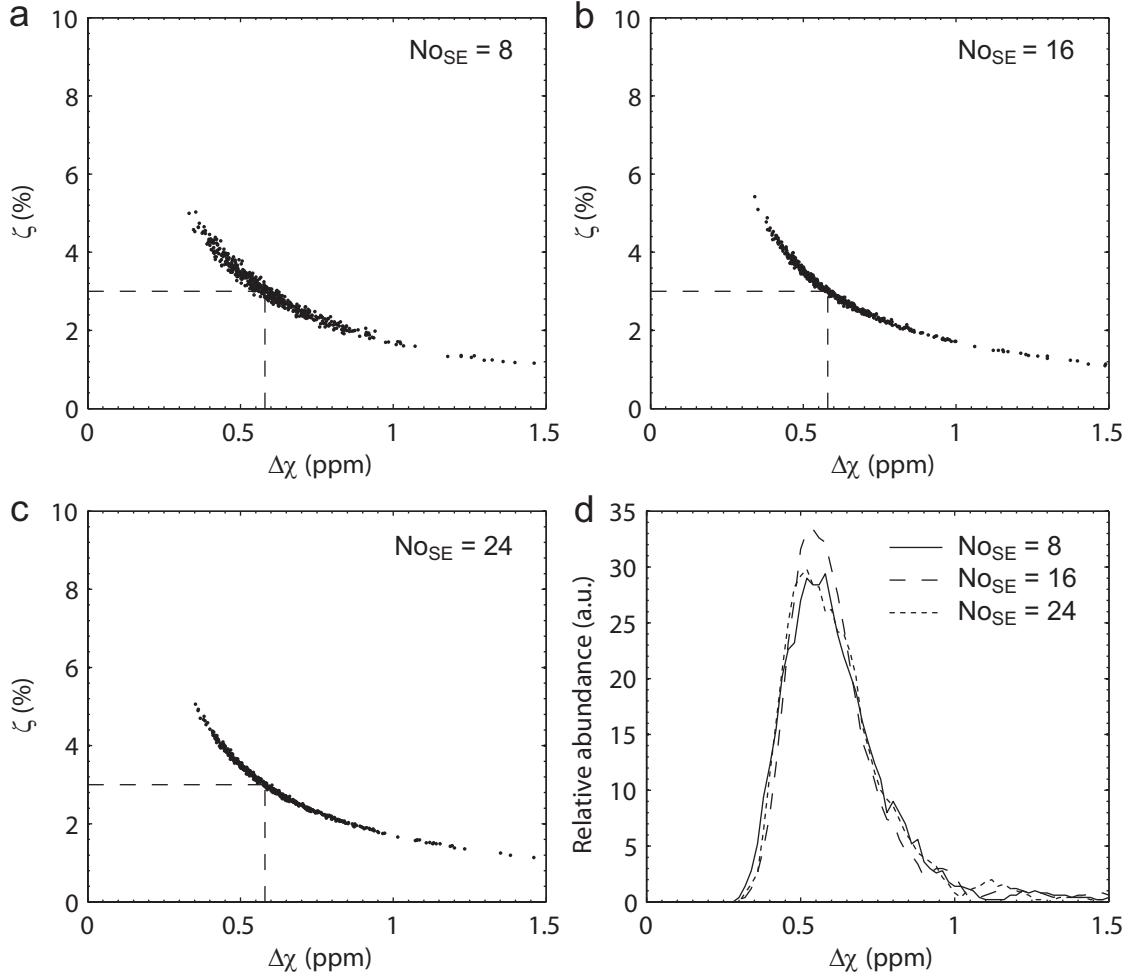 a
No_SE = 8
10
8
6
4
2
0
ζ (%)
0
0.5
1
1.5
Δχ (ppm)
b
No_SE = 16
10
8
6
4
2
0
ζ (%)
0
0.5
1
1.5
Δχ (ppm)
c
No_SE = 24
10
8
6
4
2
0
ζ (%)
0
0.5
1
1.5
Δχ (ppm)
d
35
30
25
20
15
10
5
0
Relative abundance (a.u.)
No_SE = 8
No_SE = 16
No_SE = 24
0
0.5
1
1.5
Δχ (ppm)